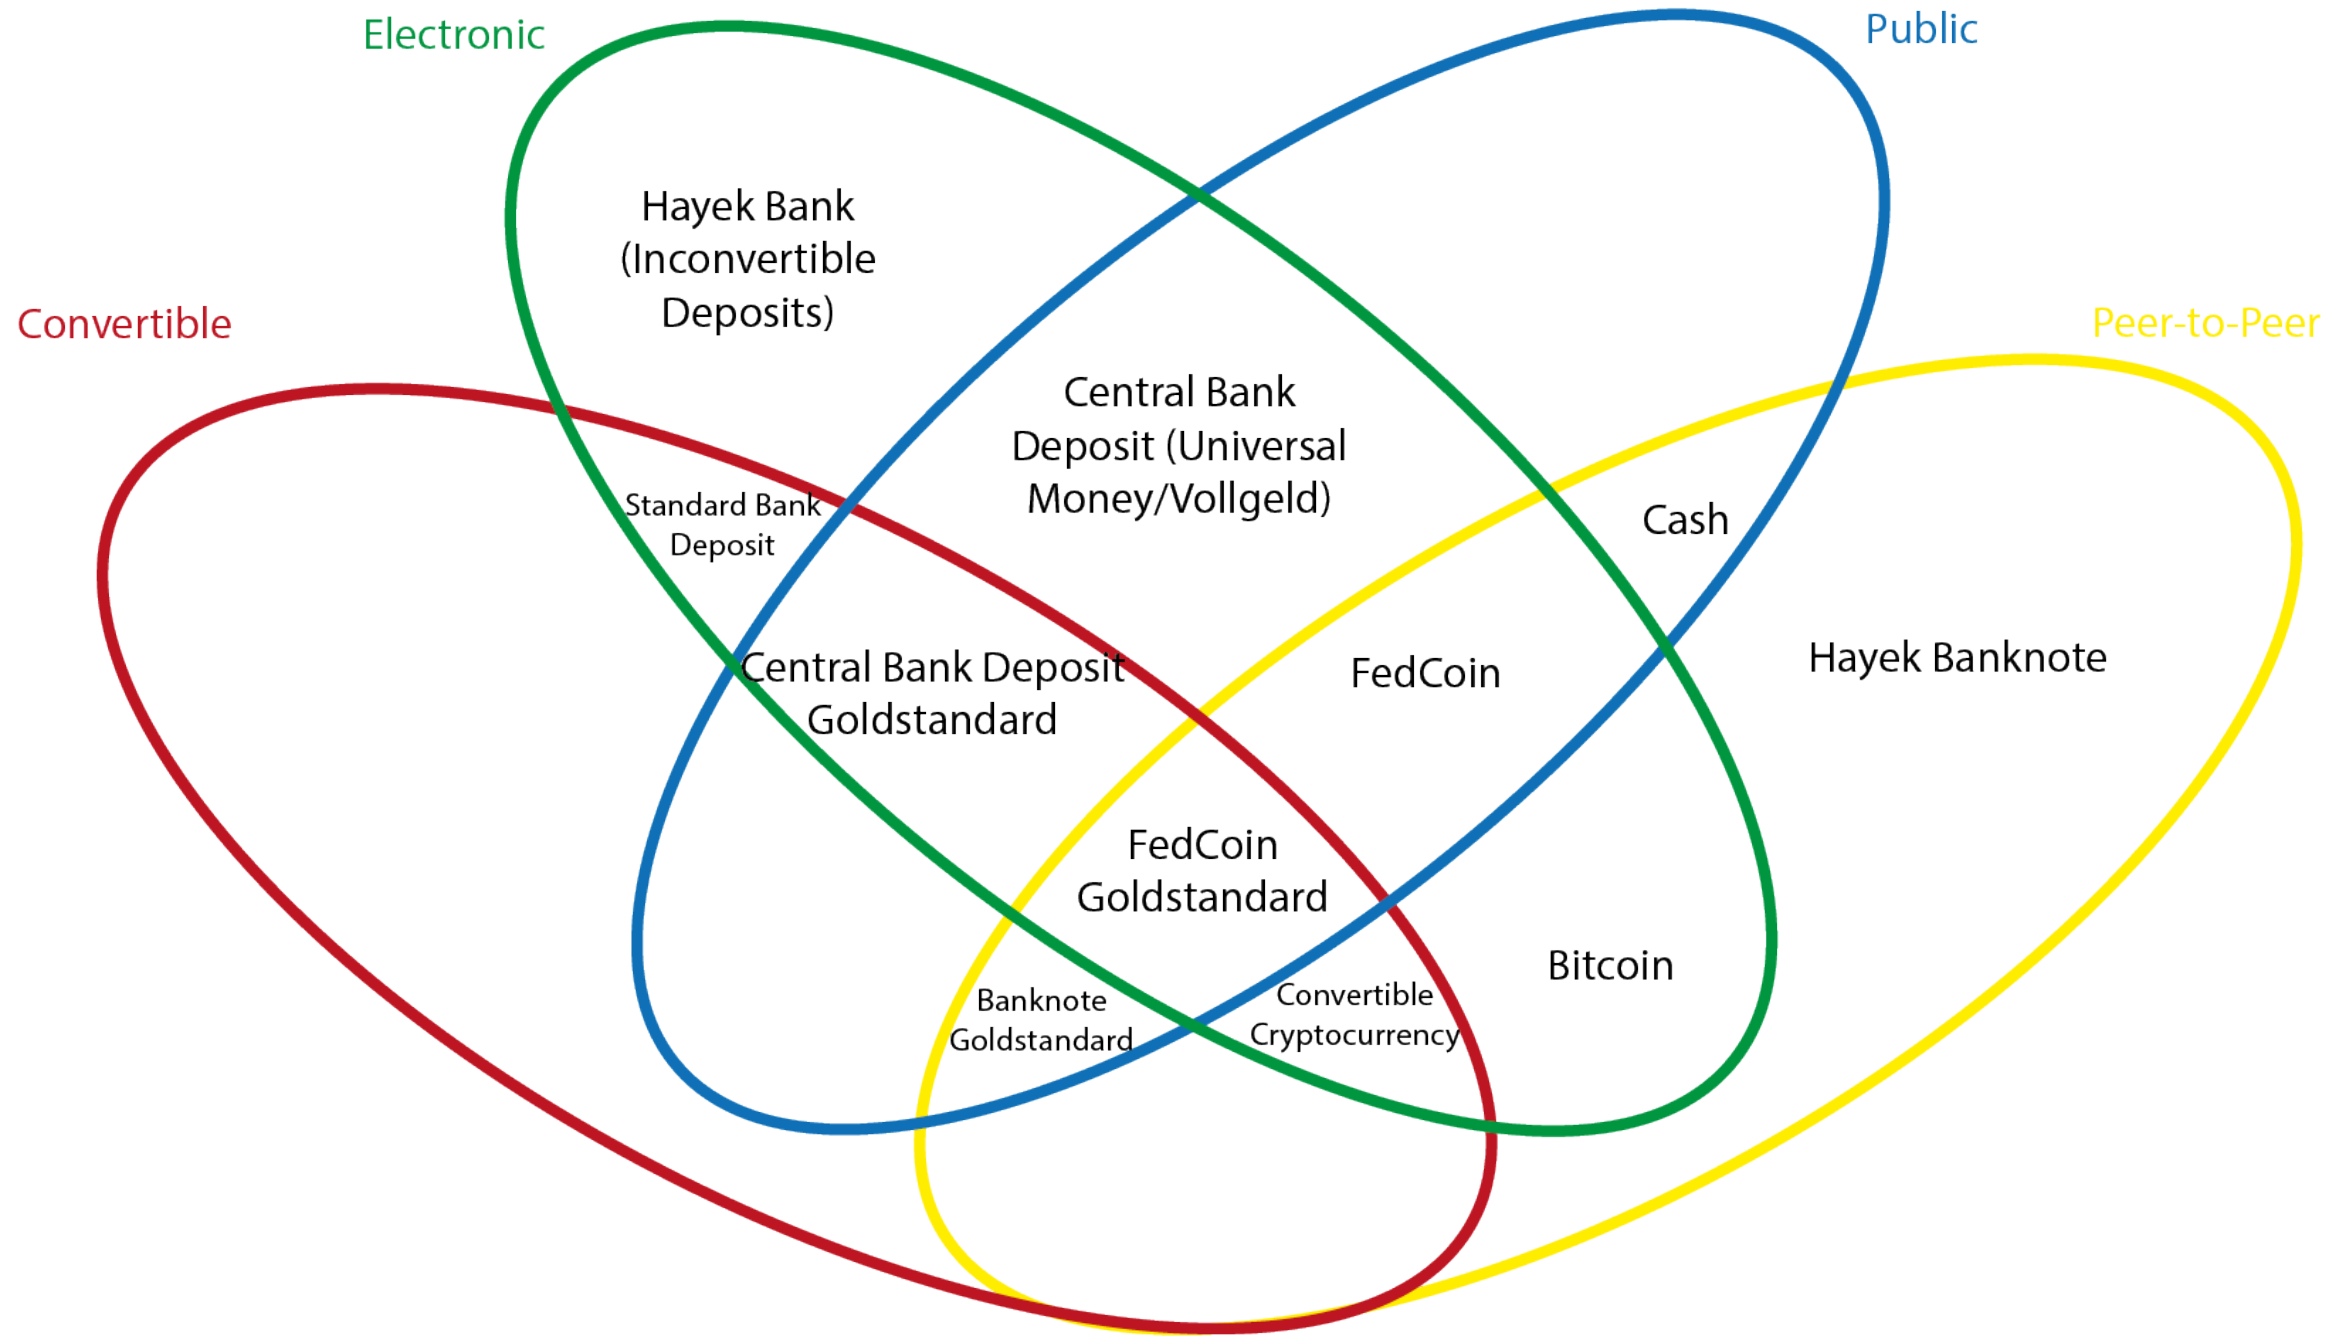 Electronic
Public
Hayek Bank
(Inconvertible
Deposits)
Convertible
Peer-to-Peer
Central Bank
Deposit (Universal
Money/Vollgeld)
Standard Bank
Deposit
Cash
Central Bank Deposit
Goldstandard
FedCoin
Hayek Banknote
FedCoin
Goldstandard
Bitcoin
Banknote
Goldstandard
Convertible
Cryptocurrency